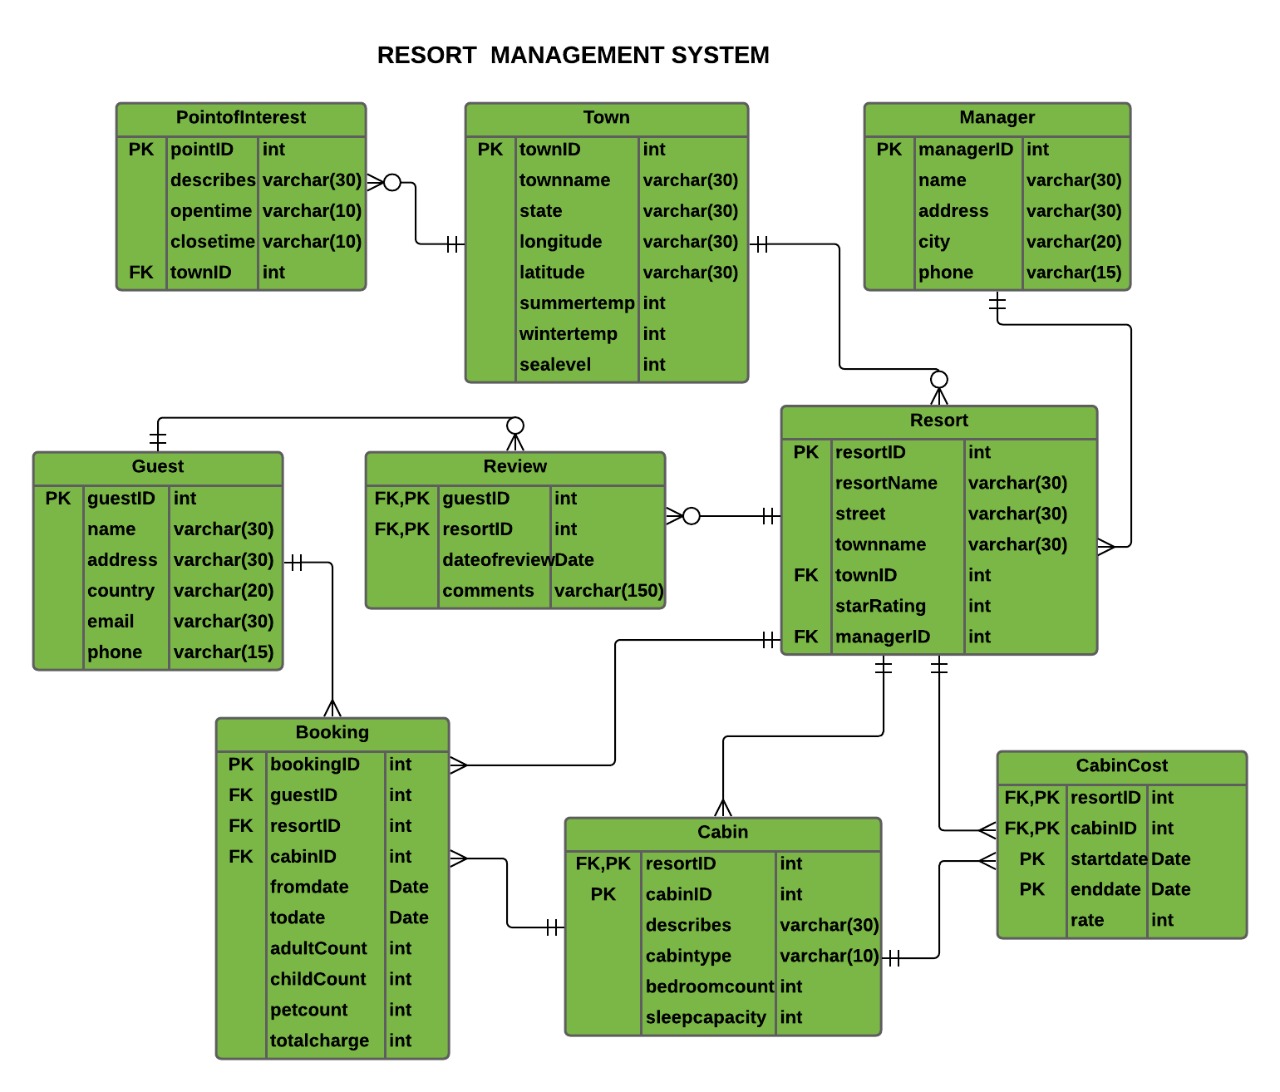 RESORT  MANAGEMENT SYSTEM
PointofInterest
PK pointID int
describes varchar(30)
opentime varchar(10)
closetime varchar(10)
FK townID int
Town
PK townID int
townname varchar(30)
state varchar(30)
longitude varchar(30)
latitude varchar(30)
summertemp int
wintertemp int
sealevel int
Manager
PK managerID int
name varchar(30)
address varchar(30)
city varchar(20)
phone varchar(15)
Guest
PK guestID int
name varchar(30)
address varchar(30)
country varchar(20)
email varchar(30)
phone varchar(15)
Review
FK,PK guestID int
FK,PK resortID int
dateofreview Date
comments varchar(150)
Resort
PK resortID int
resortName varchar(30)
street varchar(30)
townname varchar(30)
FK townID int
starRating int
FK managerID int
Booking
PK bookingID int
FK guestID int
FK resortID int
FK cabinID int
fromdate Date
todate Date
adultCount int
childCount int
petcount int
totalcharge int
Cabin
FK,PK resortID int
PK cabinID int
describes varchar(30)
cabintype varchar(10)
bedroomcount int
sleepcapacity int
CabinCost
FK,PK resortID int
FK,PK cabinID int
PK startdate Date
PK enddate Date
rate int